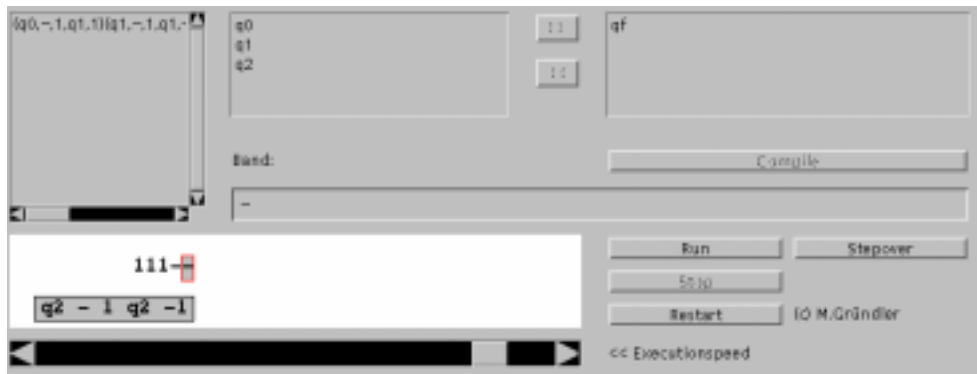 (q0,-,1,q1,1)(q1,-,1,q1,-
q0
q1
q2
qf
Band:
Compile
-
111--
q2 - 1 q2 -1
Run
Stepover
Stop
Restart
(c) M.Gründler
<< Executionspeed